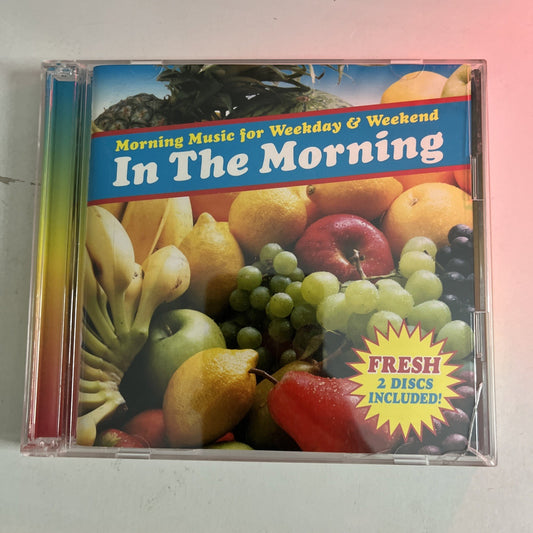 Morning Music for Weekday & Weekend
In The Morning
FRESH
2 DISCS
INCLUDED!